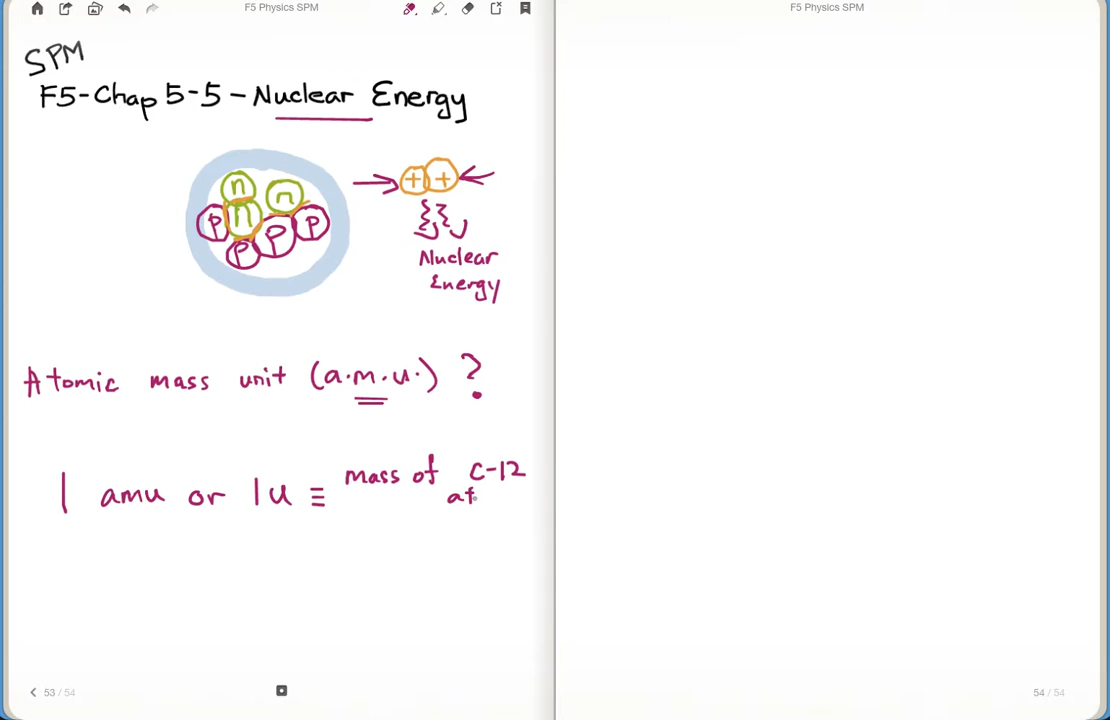 F5 Physics SPM
F5 Physics SPM
SPM
F5-Chap 5-5 - Nuclear Energy
n n
p n p p
p
+ +
Nuclear
Energy
Atomic mass unit (a.m.u.) ?
1 amu or 1u ≡ mass of C-12
at
53 / 54
54 / 54